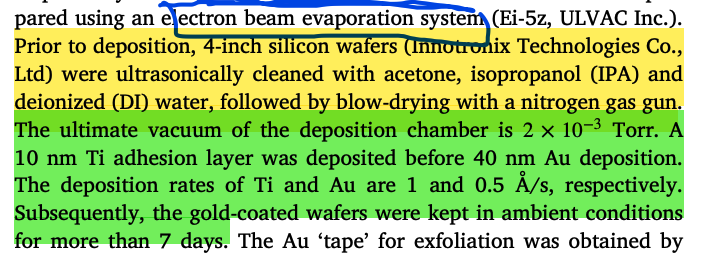 pared using an electron beam evaporation system (Ei-5z, ULVAC Inc.).
Prior to deposition, 4-inch silicon wafers (Innotronix Technologies Co.,
Ltd) were ultrasonically cleaned with acetone, isopropanol (IPA) and
deionized (DI) water, followed by blow-drying with a nitrogen gas gun.
The ultimate vacuum of the deposition chamber is 2 × 10⁻³ Torr. A
10 nm Ti adhesion layer was deposited before 40 nm Au deposition.
The deposition rates of Ti and Au are 1 and 0.5 Å/s, respectively.
Subsequently, the gold-coated wafers were kept in ambient conditions
for more than 7 days. The Au ‘tape’ for exfoliation was obtained by